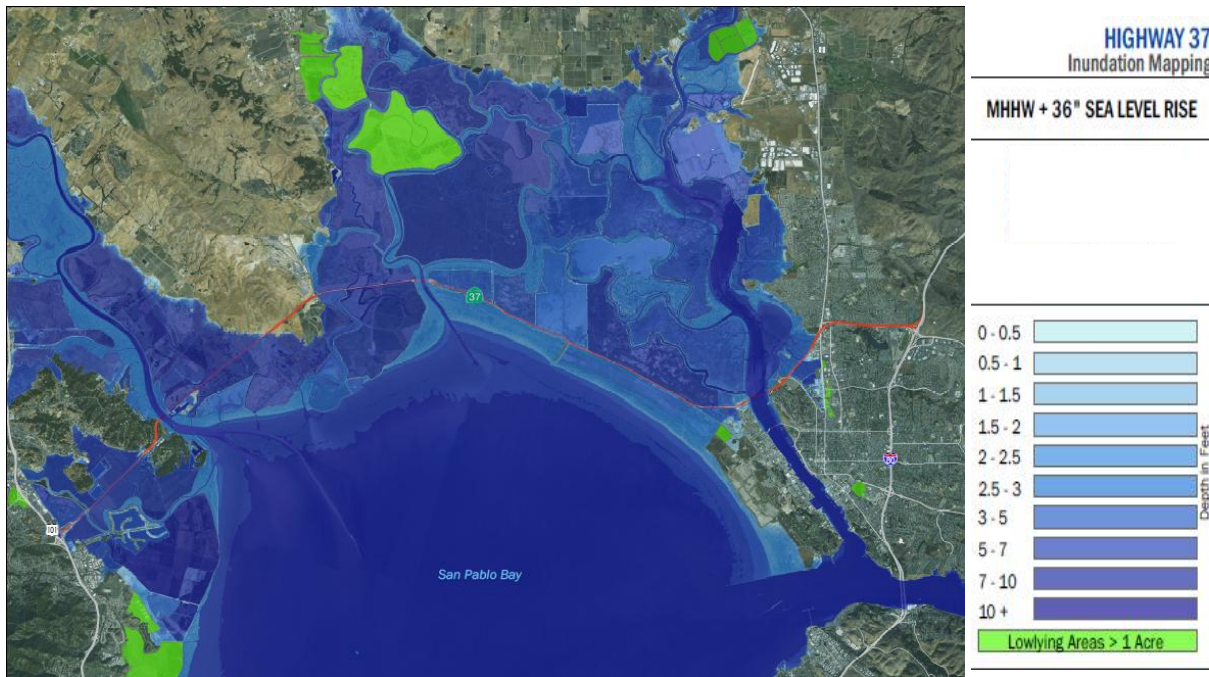 HIGHWAY 37
Inundation Mapping
MHHW + 36" SEA LEVEL RISE
37
80
101
San Pablo Bay
0 - 0.5
0.5 - 1
1 - 1.5
1.5 - 2
2 - 2.5
2.5 - 3
3 - 5
5 - 7
7 - 10
10 +
Depth in Feet
Lowlying Areas > 1 Acre